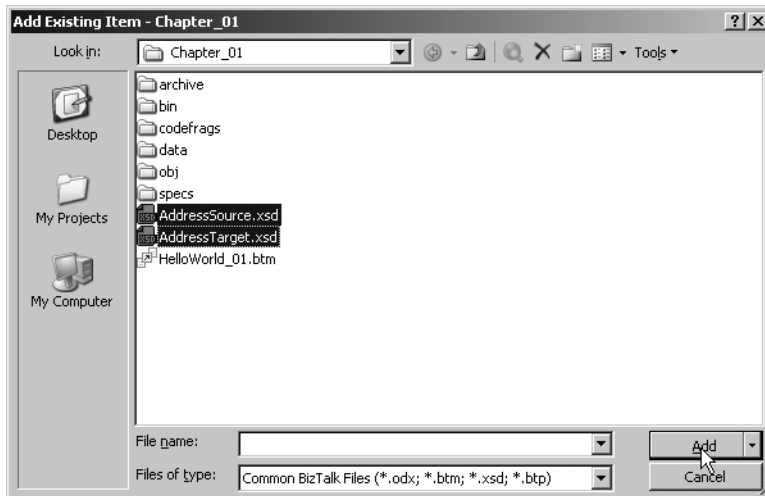 Add Existing Item - Chapter_01
Look in:
Chapter_01
Tools
Desktop
My Projects
My Computer
archive
bin
codefrags
data
obj
specs
AddressSource.xsd
AddressTarget.xsd
HelloWorld_01.btm
File name:
Add
Files of type:
Common BizTalk Files (*.odx; *.btm; *.xsd; *.btp)
Cancel